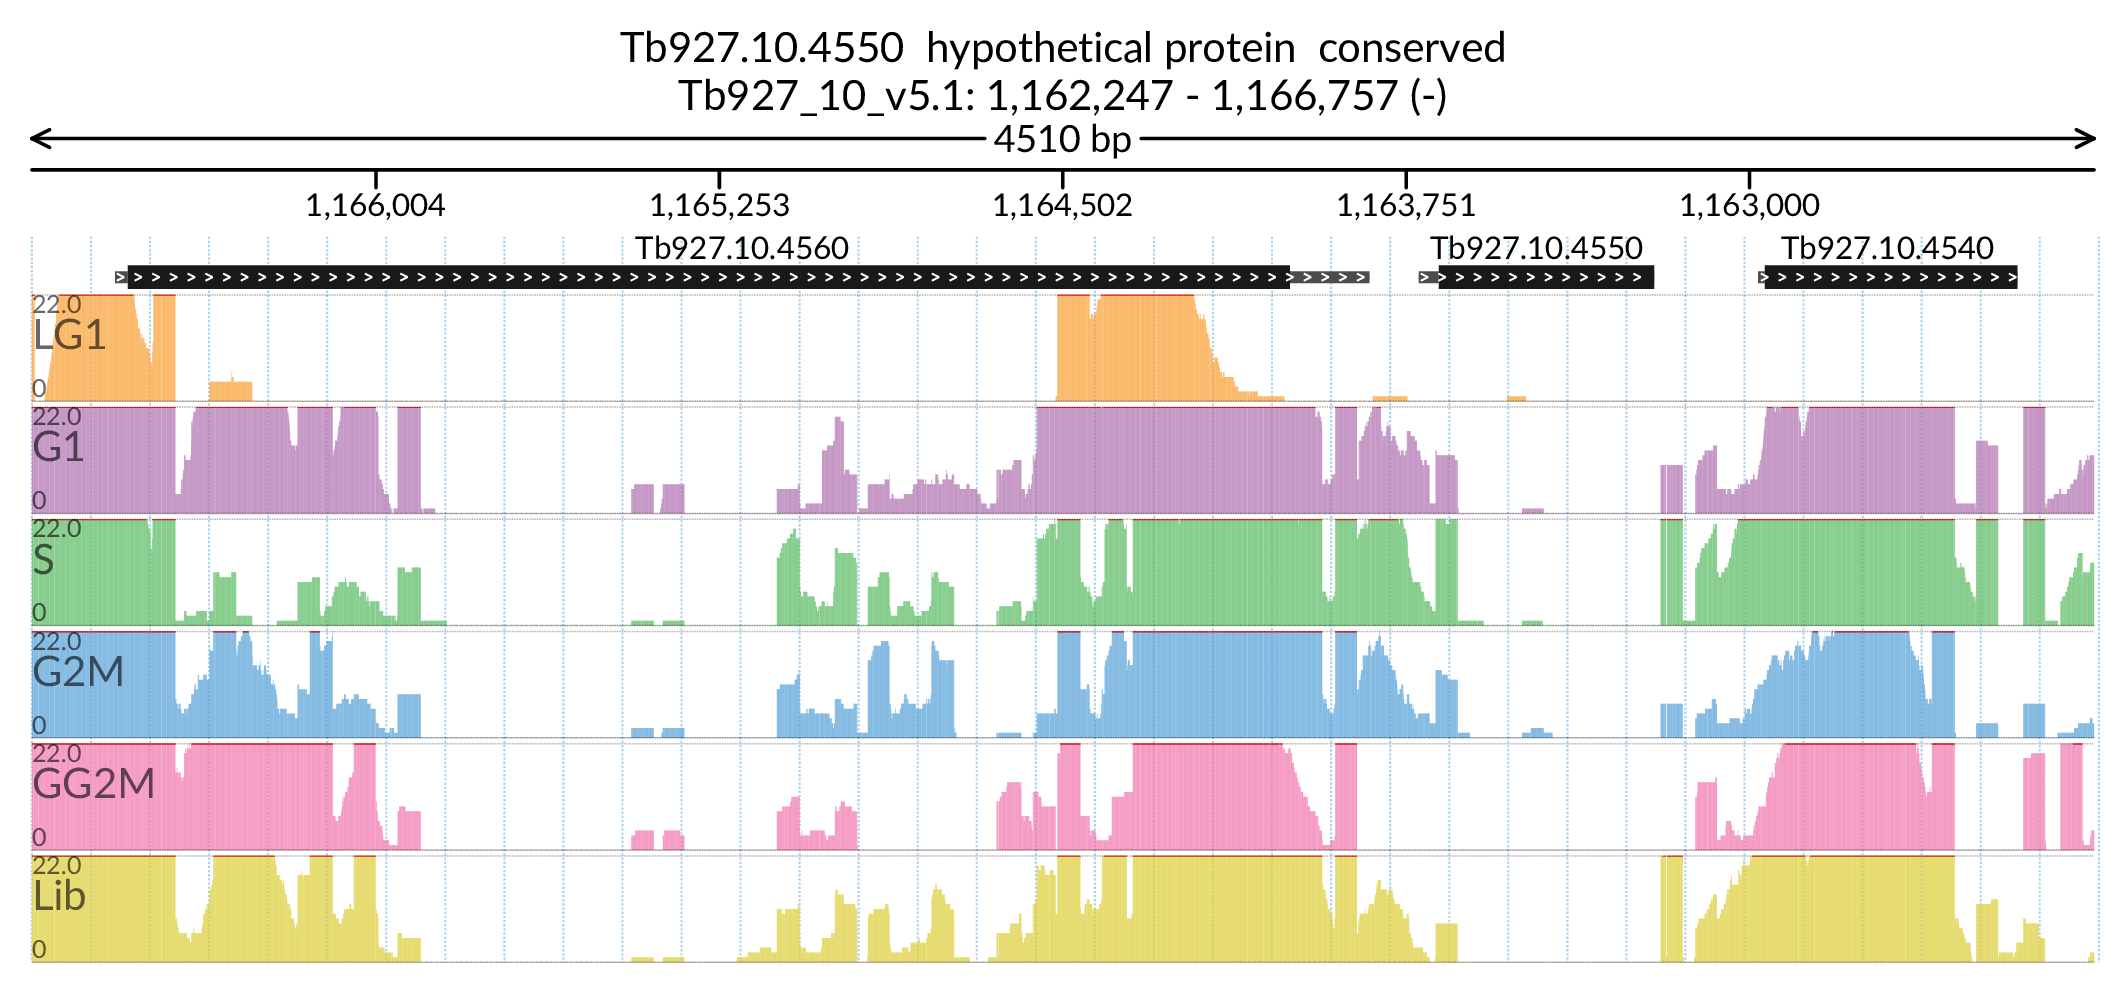 Tb927.10.4550  hypothetical protein  conserved
Tb927_10_v5.1: 1,162,247 - 1,166,757 (-)
4510 bp
1,166,004 1,165,253 1,164,502 1,163,751 1,163,000
Tb927.10.4560 Tb927.10.4550 Tb927.10.4540
22.0
LG1
0
22.0
G1
0
22.0
S
0
22.0
G2M
0
22.0
GG2M
0
22.0
Lib
0